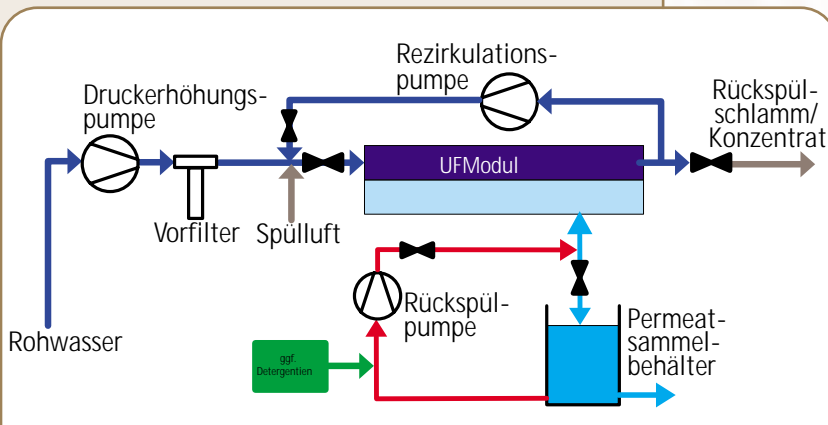 Rezirkulations-
pumpe
Druckerhöhungs-
pumpe
Rückspül-
schlamm/
Konzentrat
UFModul
Vorfilter
Spülluft
Rückspül-
pumpe
Permeat-
sammel-
behälter
Rohwasser
ggf.
Detergentien